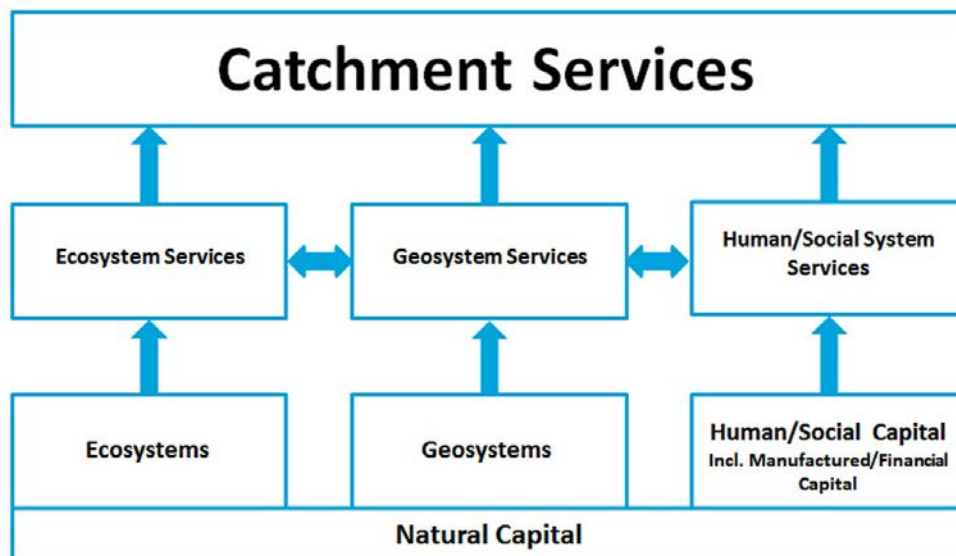 Catchment Services
Ecosystem Services
Geosystem Services
Human/Social System
Services
Ecosystems
Geosystems
Human/Social Capital
Incl. Manufactured/Financial
Capital
Natural Capital